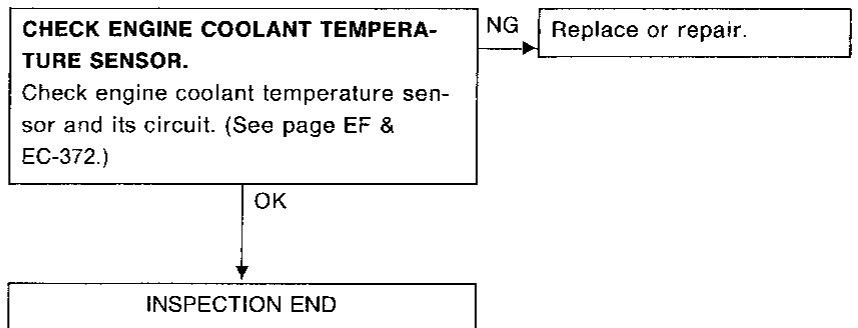 CHECK ENGINE COOLANT TEMPERA-
TURE SENSOR.
Check engine coolant temperature sen-
sor and its circuit. (See page EF &
EC-372.)
NG
Replace or repair.
OK
INSPECTION END